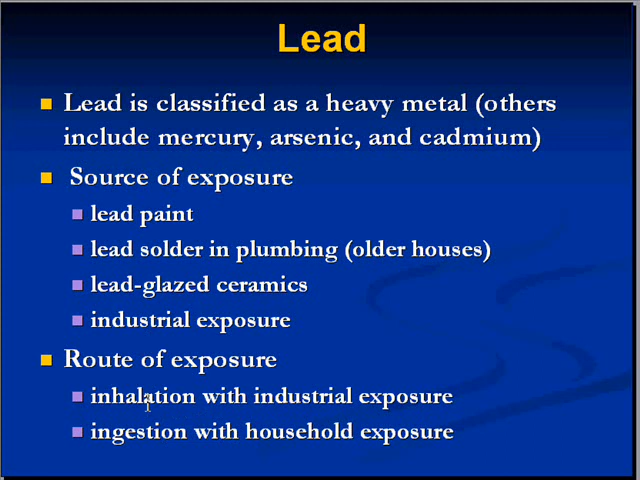 Lead
Lead is classified as a heavy metal (others
include mercury, arsenic, and cadmium)
Source of exposure
lead paint
lead solder in plumbing (older houses)
lead-glazed ceramics
industrial exposure
Route of exposure
inhalation with industrial exposure
ingestion with household exposure